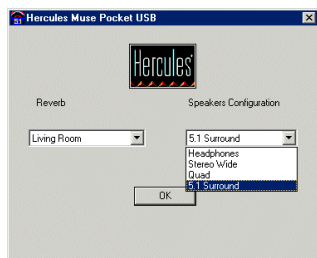 Hercules Muse Pocket USB
Hercules
Reverb
Speakers Configuration
Living Room
5.1 Surround
Headphones
Stereo Wide
Quad
5.1 Surround
OK